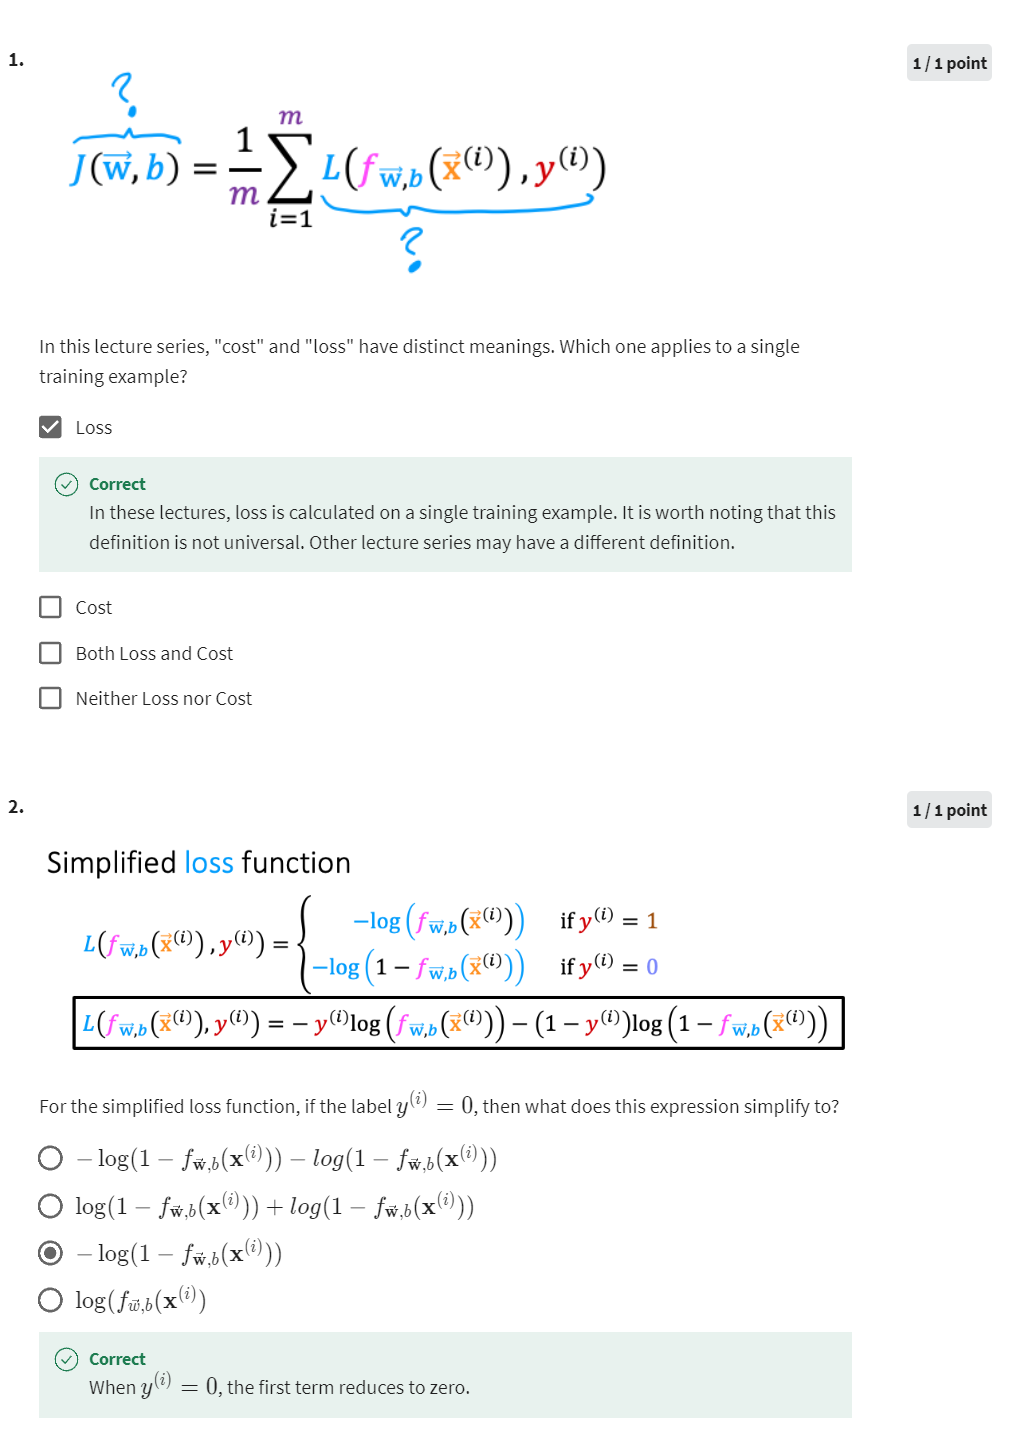 1.
1 / 1 point
?
J(w⃗, b) = 1/m ∑_{i=1}^{m} L(f_{w⃗,b}(x⃗^(i)), y^(i))
?
In this lecture series, "cost" and "loss" have distinct meanings. Which one applies to a single
training example?
Loss
Correct
In these lectures, loss is calculated on a single training example. It is worth noting that this
definition is not universal. Other lecture series may have a different definition.
Cost
Both Loss and Cost
Neither Loss nor Cost
2.
1 / 1 point
Simplified loss function
L(f_{w⃗,b}(x⃗^(i)), y^(i)) = { −log(f_{w⃗,b}(x⃗^(i))) if y^(i) = 1
−log(1 − f_{w⃗,b}(x⃗^(i))) if y^(i) = 0
L(f_{w⃗,b}(x⃗^(i)), y^(i)) = − y^(i)log(f_{w⃗,b}(x⃗^(i))) − (1 − y^(i))log(1 − f_{w⃗,b}(x⃗^(i)))
For the simplified loss function, if the label y^(i) = 0, then what does this expression simplify to?
− log(1 − f_{w⃗,b}(x^(i))) − log(1 − f_{w⃗,b}(x^(i)))
log(1 − f_{w⃗,b}(x^(i))) + log(1 − f_{w⃗,b}(x^(i)))
− log(1 − f_{w⃗,b}(x^(i)))
log(f_{w⃗,b}(x^(i))
Correct
When y^(i) = 0, the first term reduces to zero.